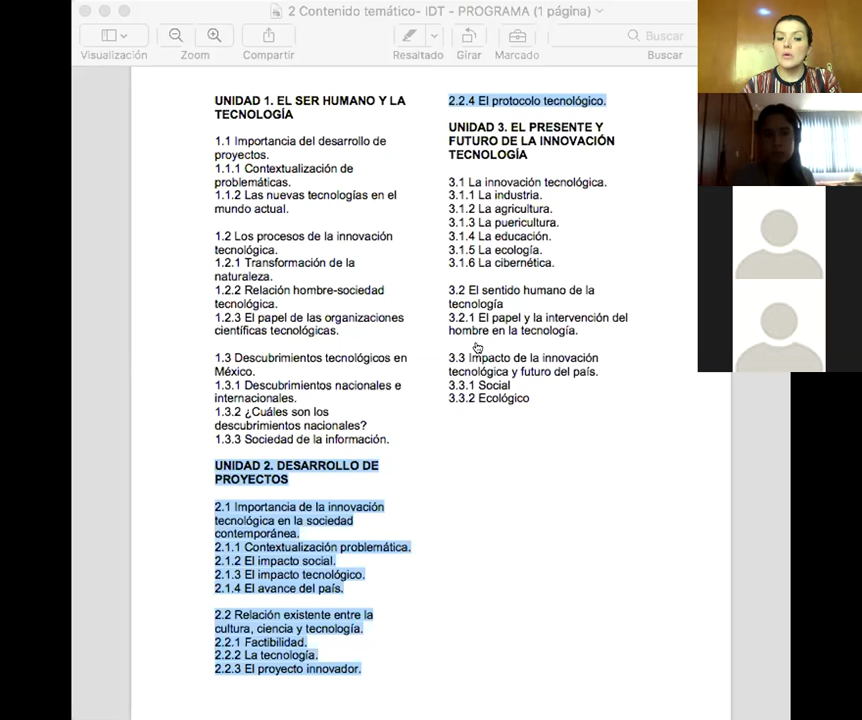 2 Contenido temático- IDT - PROGRAMA (1 página)
Visualización
Zoom
Compartir
Resaltado
Girar
Marcado
Buscar
Buscar
UNIDAD 1. EL SER HUMANO Y LA
TECNOLOGÍA
1.1 Importancia del desarrollo de
proyectos.
1.1.1 Contextualización de
problemáticas.
1.1.2 Las nuevas tecnologías en el
mundo actual.
1.2 Los procesos de la innovación
tecnológica.
1.2.1 Transformación de la
naturaleza.
1.2.2 Relación hombre-sociedad
tecnológica.
1.2.3 El papel de las organizaciones
científicas tecnológicas.
1.3 Descubrimientos tecnológicos en
México.
1.3.1 Descubrimientos nacionales e
internacionales.
1.3.2 ¿Cuáles son los
descubrimientos nacionales?
1.3.3 Sociedad de la información.
UNIDAD 2. DESARROLLO DE
PROYECTOS
2.1 Importancia de la innovación
tecnológica en la sociedad
contemporánea.
2.1.1 Contextualización problemática.
2.1.2 El impacto social.
2.1.3 El impacto tecnológico.
2.1.4 El avance del país.
2.2 Relación existente entre la
cultura, ciencia y tecnología.
2.2.1 Factibilidad.
2.2.2 La tecnología.
2.2.3 El proyecto innovador.
2.2.4 El protocolo tecnológico.
UNIDAD 3. EL PRESENTE Y
FUTURO DE LA INNOVACIÓN
TECNOLOGÍA
3.1 La innovación tecnológica.
3.1.1 La industria.
3.1.2 La agricultura.
3.1.3 La puericultura.
3.1.4 La educación.
3.1.5 La ecología.
3.1.6 La cibernética.
3.2 El sentido humano de la
tecnología
3.2.1 El papel y la intervención del
hombre en la tecnología.
3.3 Impacto de la innovación
tecnológica y futuro del país.
3.3.1 Social
3.3.2 Ecológico